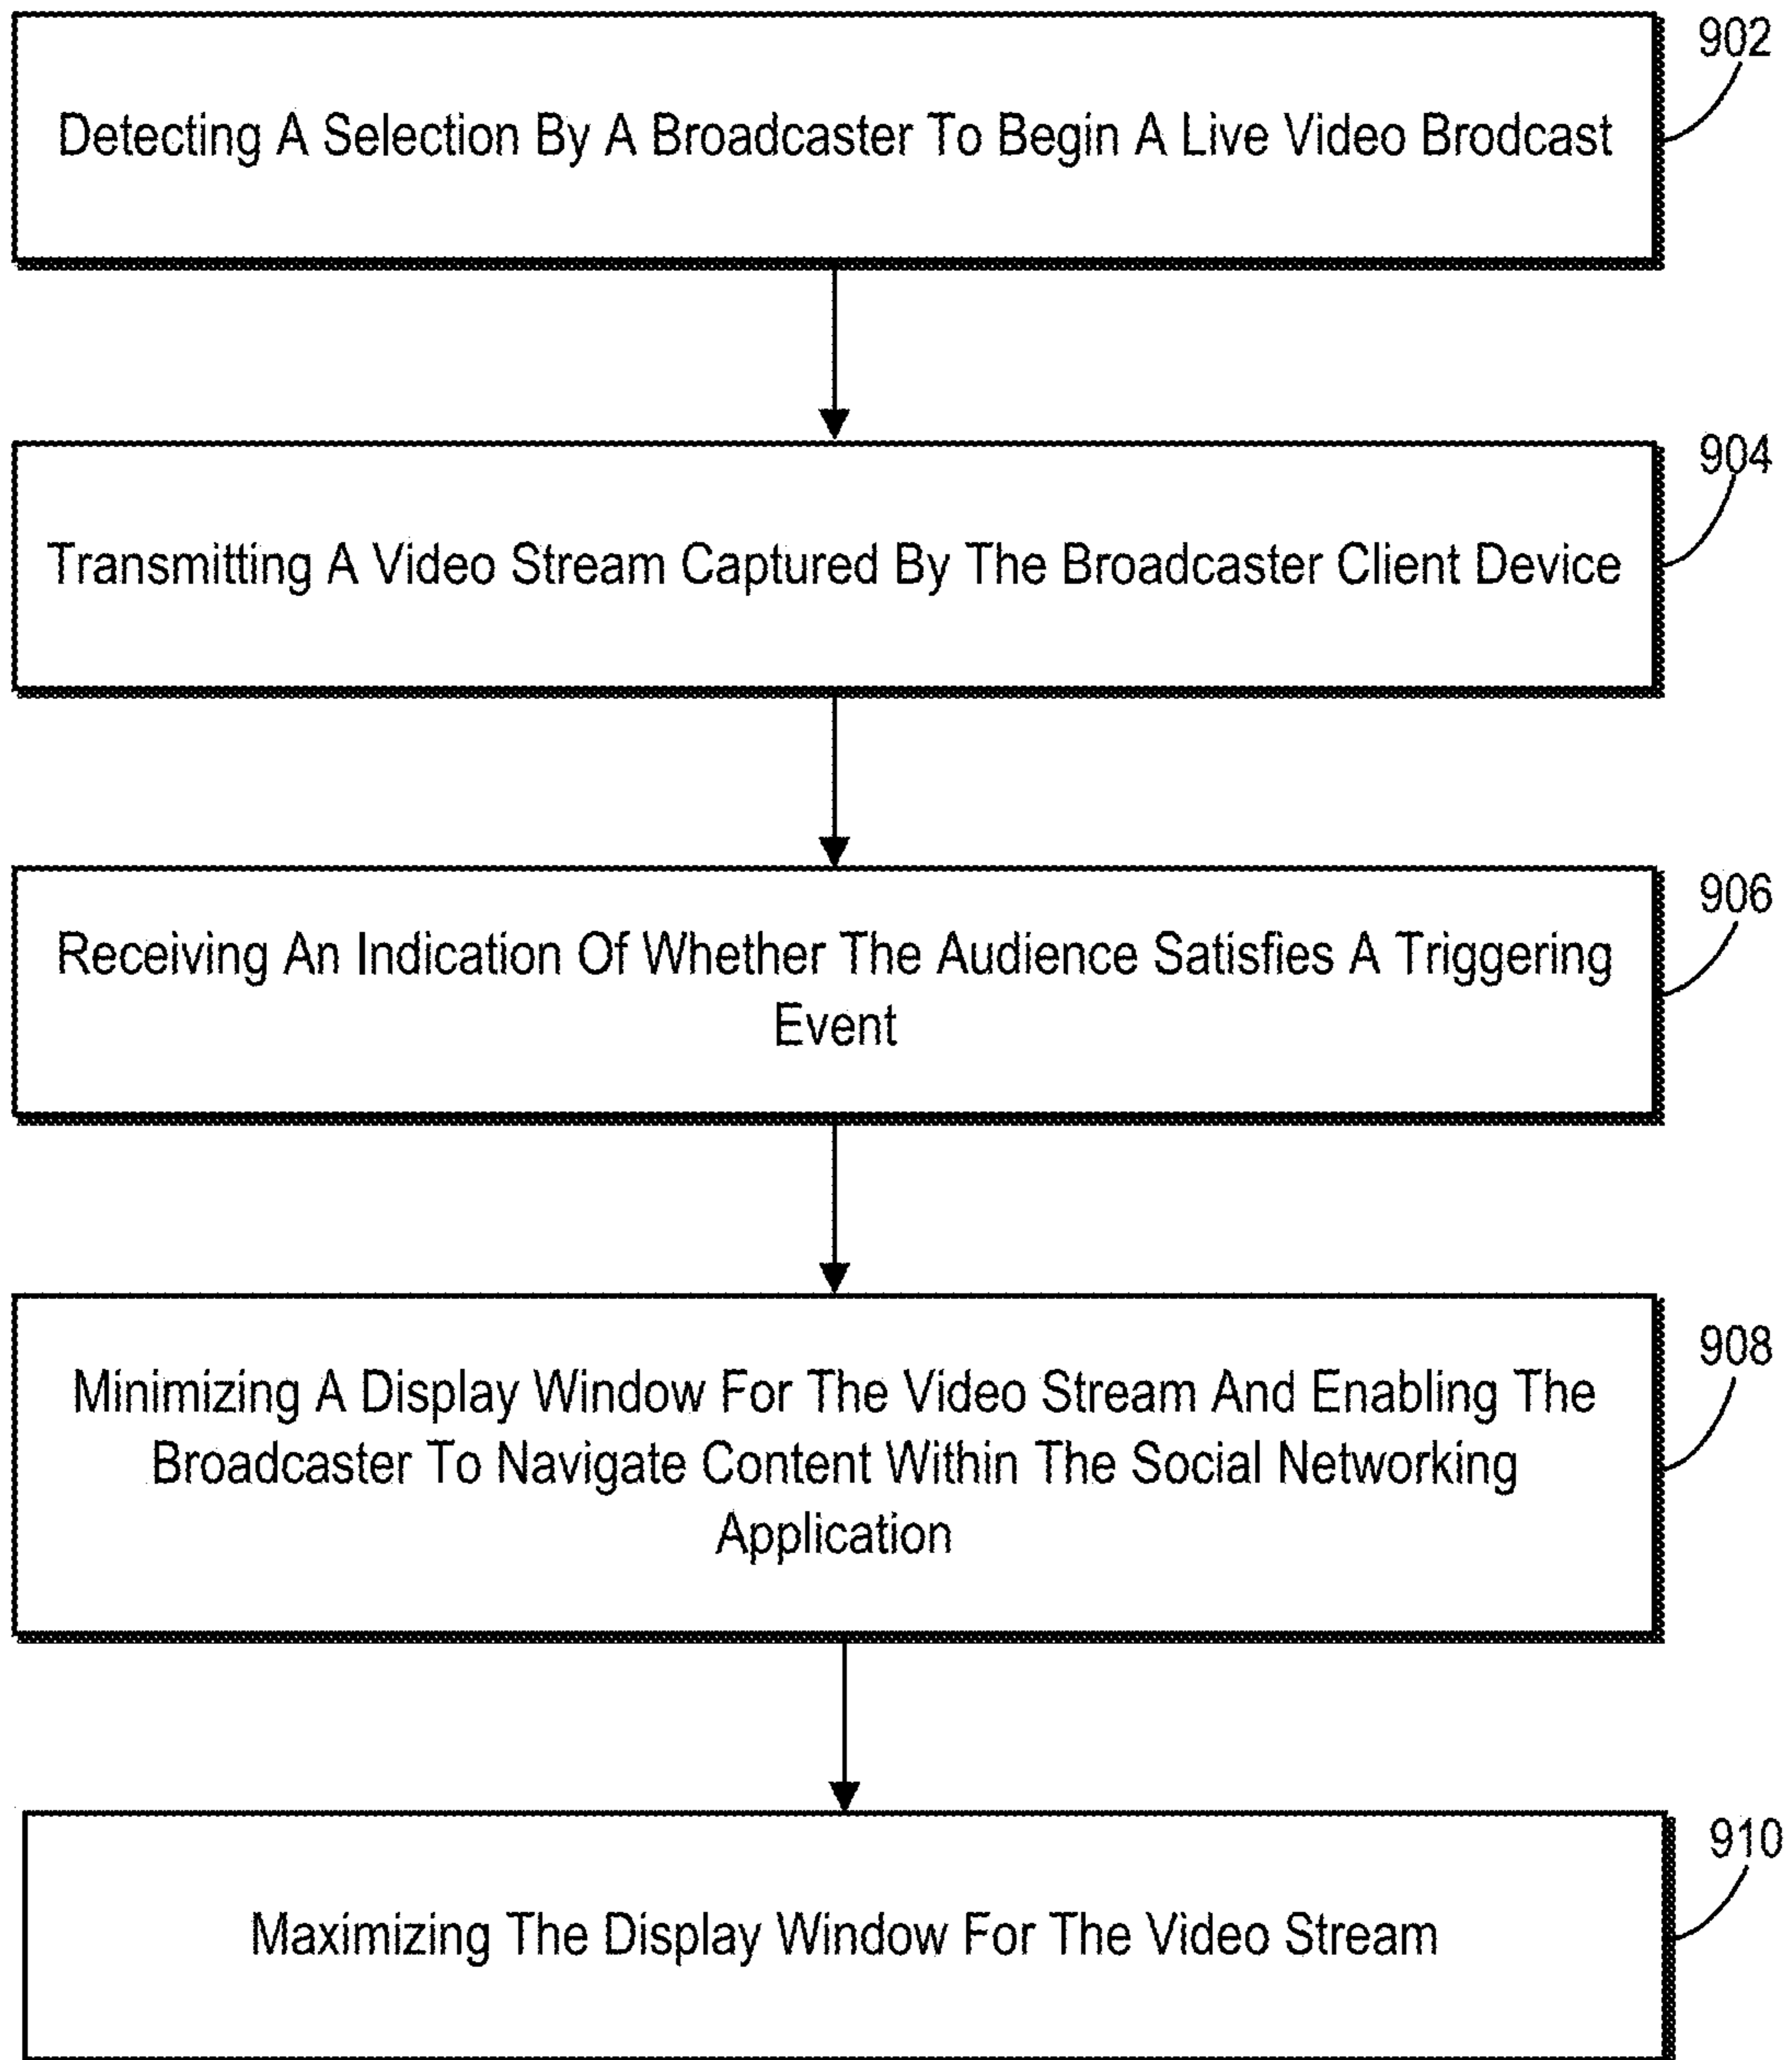 902
Detecting A Selection By A Broadcaster To Begin A Live Video Brodcast
904
Transmitting A Video Stream Captured By The Broadcaster Client Device
906
Receiving An Indication Of Whether The Audience Satisfies A Triggering
Event
908
Minimizing A Display Window For The Video Stream And Enabling The
Broadcaster To Navigate Content Within The Social Networking
Application
910
Maximizing The Display Window For The Video Stream